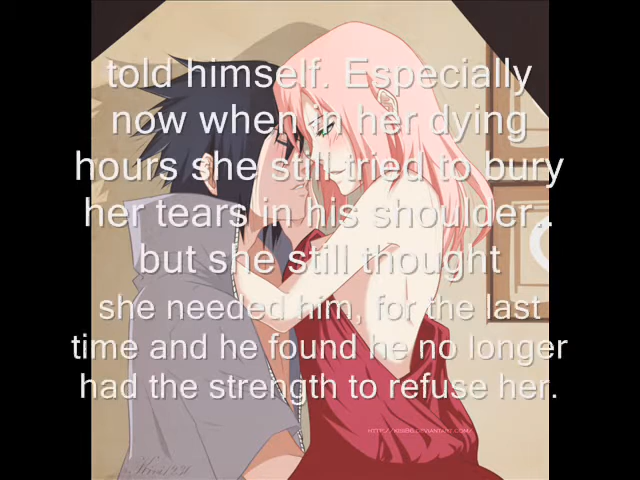 told himself. Especially
now when in her dying
hours she still tried to bury
her tears in his shoulder..
but she still thought
she needed him, for the last
time and he found he no longer
had the strength to refuse her.